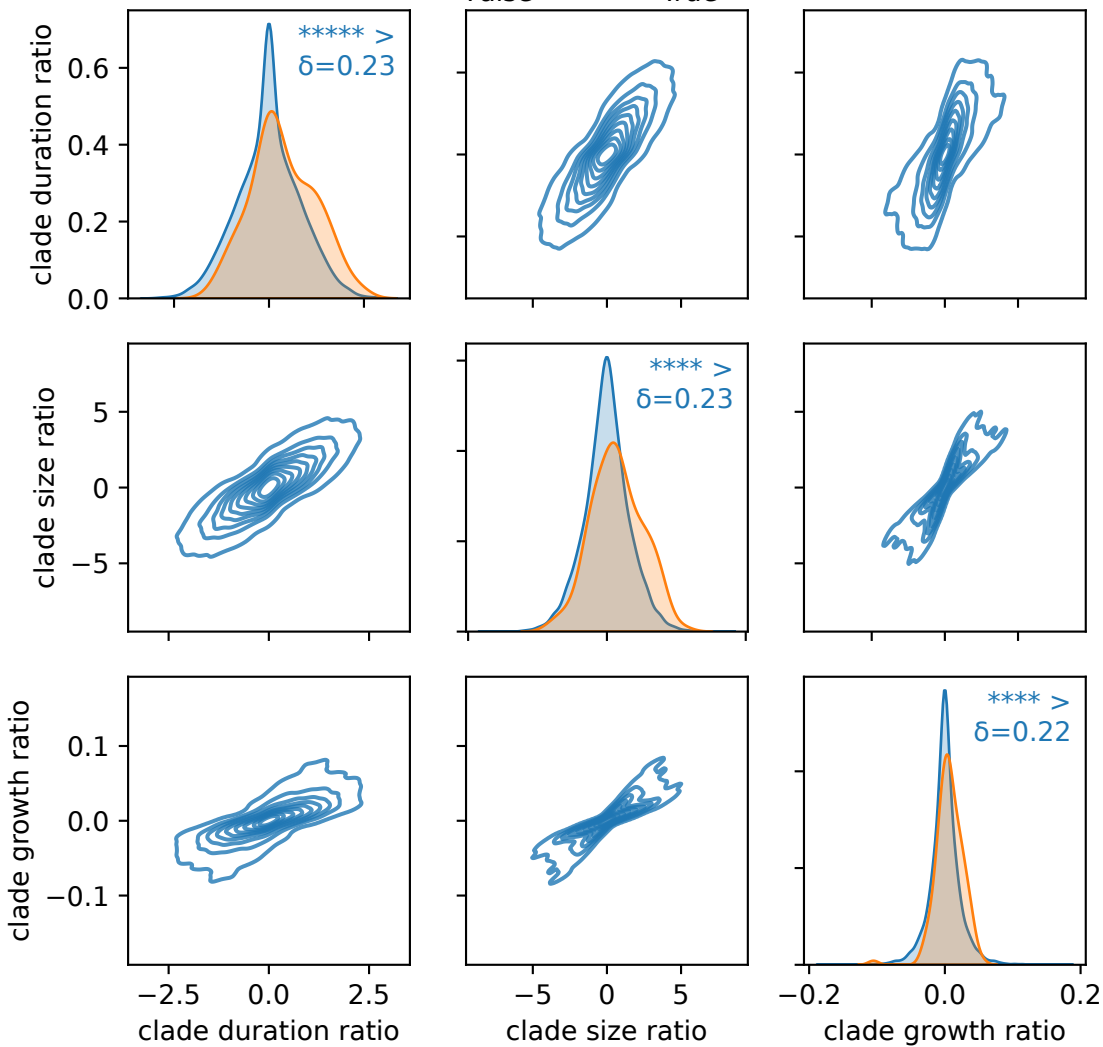 ***** >
δ=0.23
clade duration ratio
0.6
0.4
0.2
0.0
**** >
δ=0.23
clade size ratio
5
0
−5
**** >
δ=0.22
clade growth ratio
0.1
0.0
−0.1
−2.5 0.0 2.5
−5 0 5
−0.2 0.0 0.2
clade duration ratio
clade size ratio
clade growth ratio